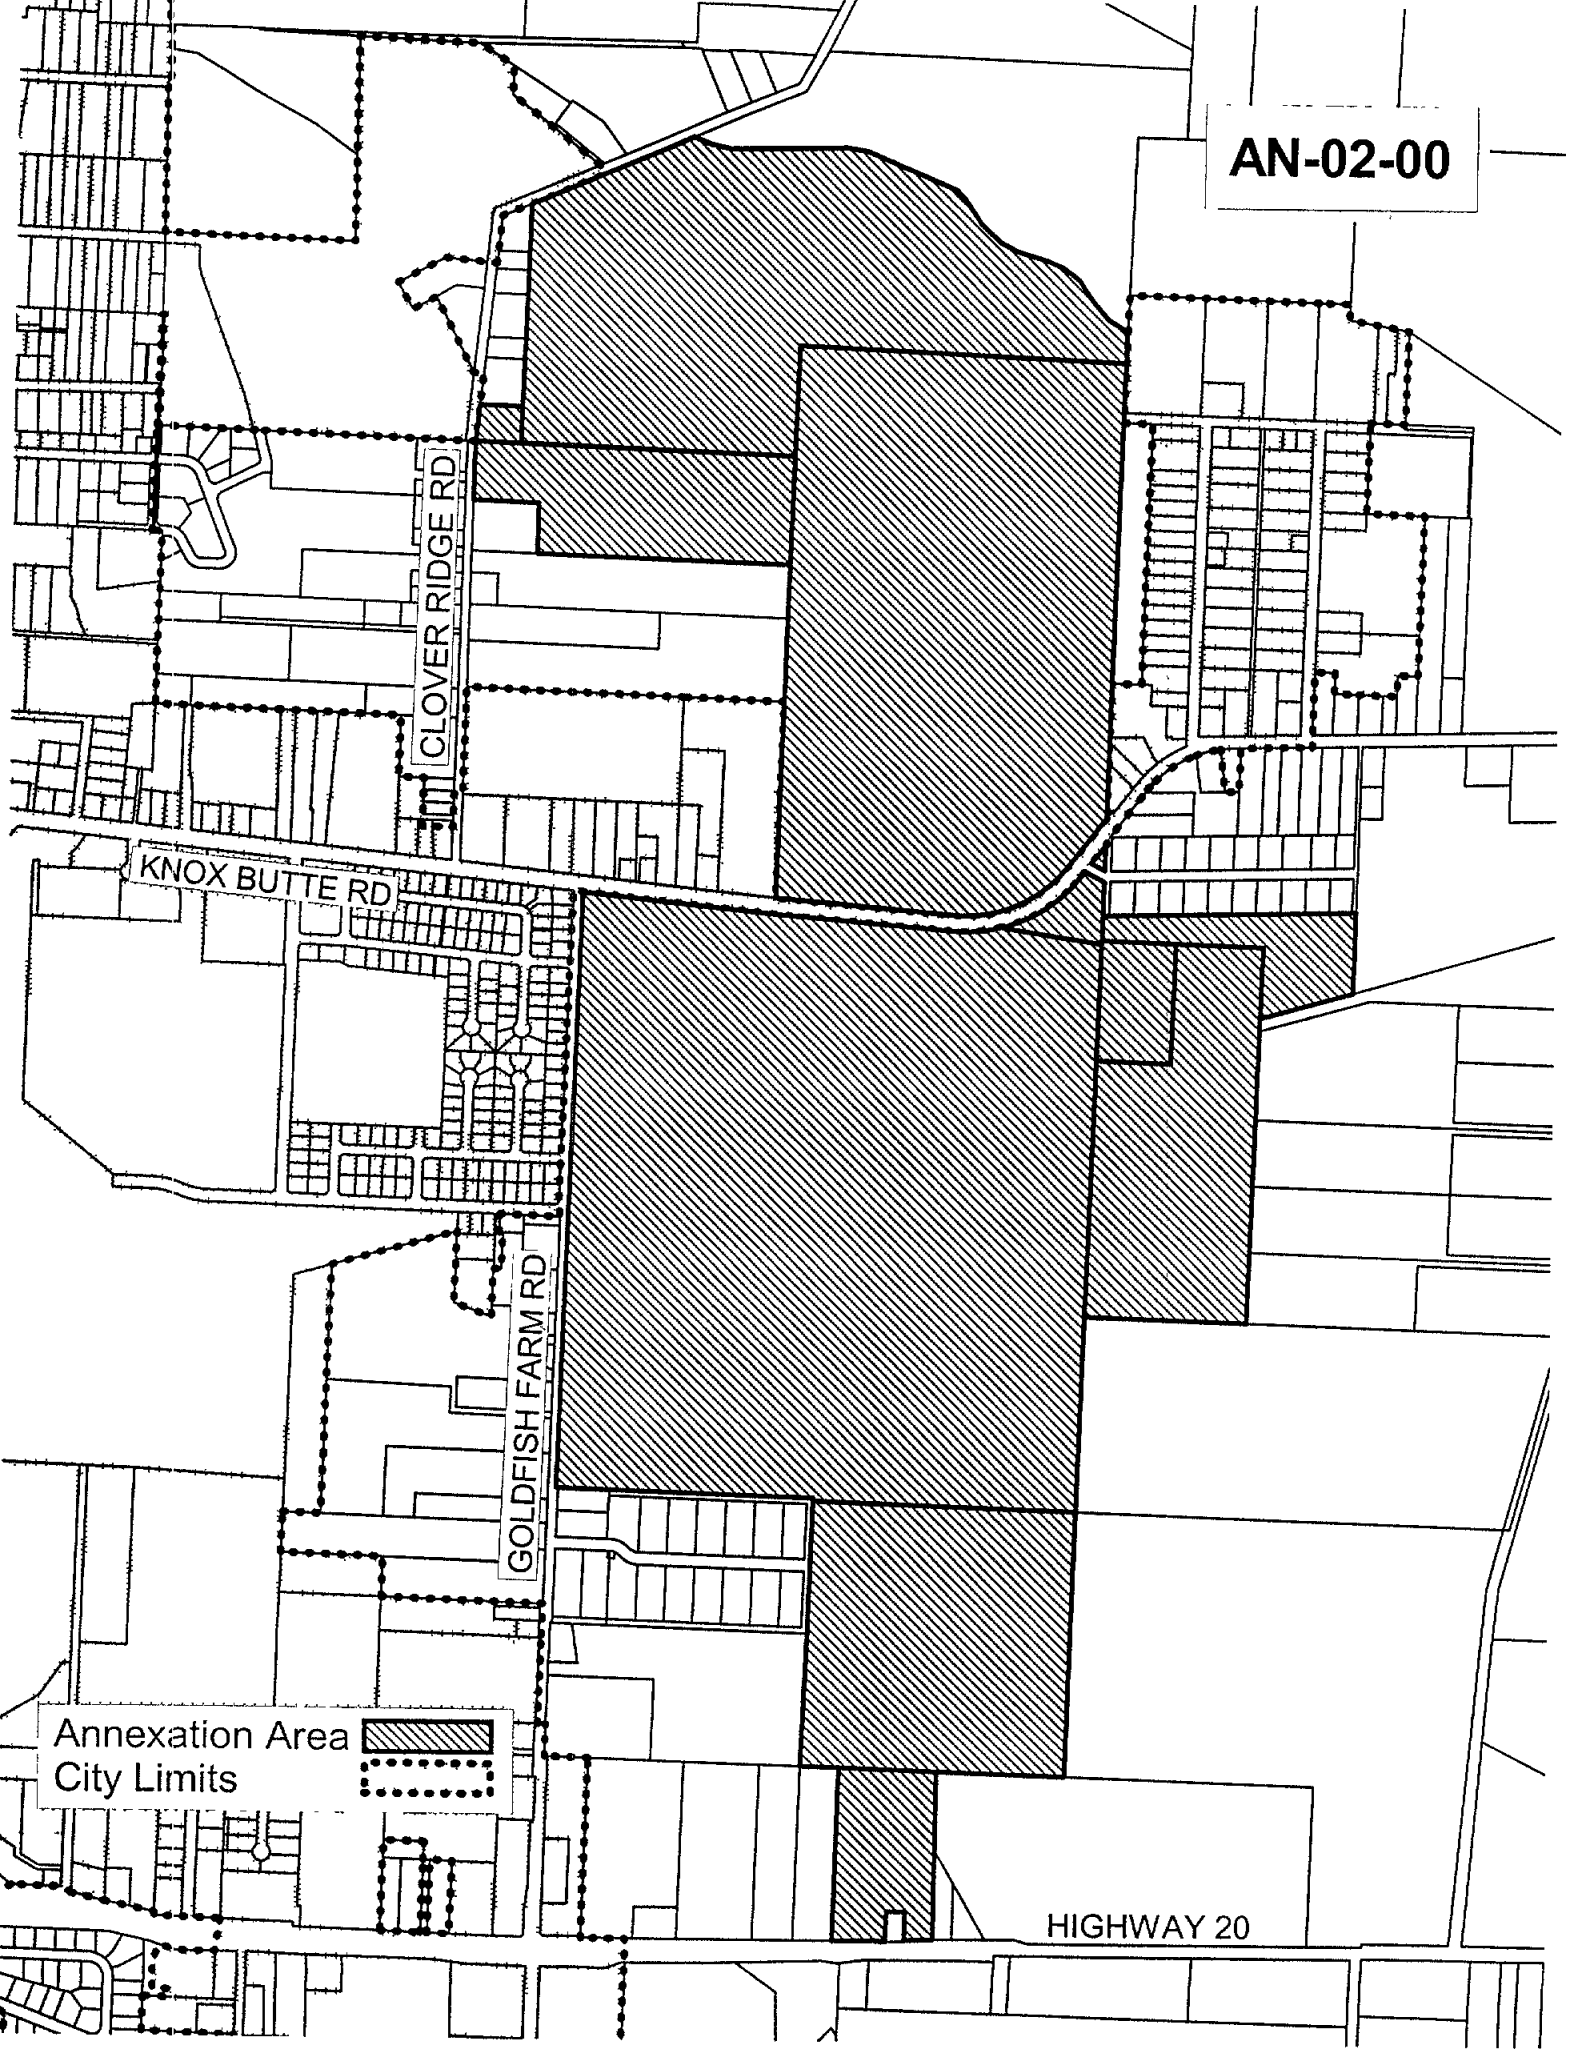 AN-02-00
CLOVER RIDGE RD
KNOX BUTTE RD
GOLDFISH FARM RD
Annexation Area
City Limits
HIGHWAY 20